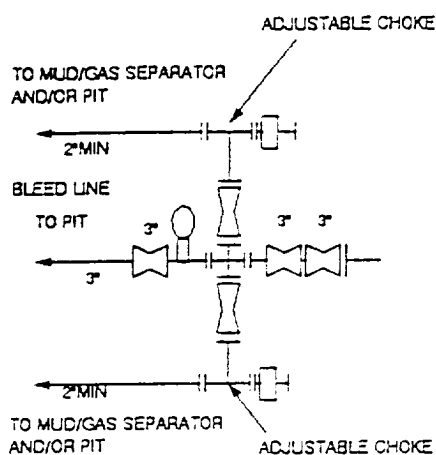 ADJUSTABLE CHOKE
TO MUD/GAS SEPARATOR
AND/OR PIT
2"MIN
BLEED LINE
TO PIT
3"
3"
3"
3"
2"MIN
TO MUD/GAS SEPARATOR
AND/OR PIT
ADJUSTABLE CHOKE